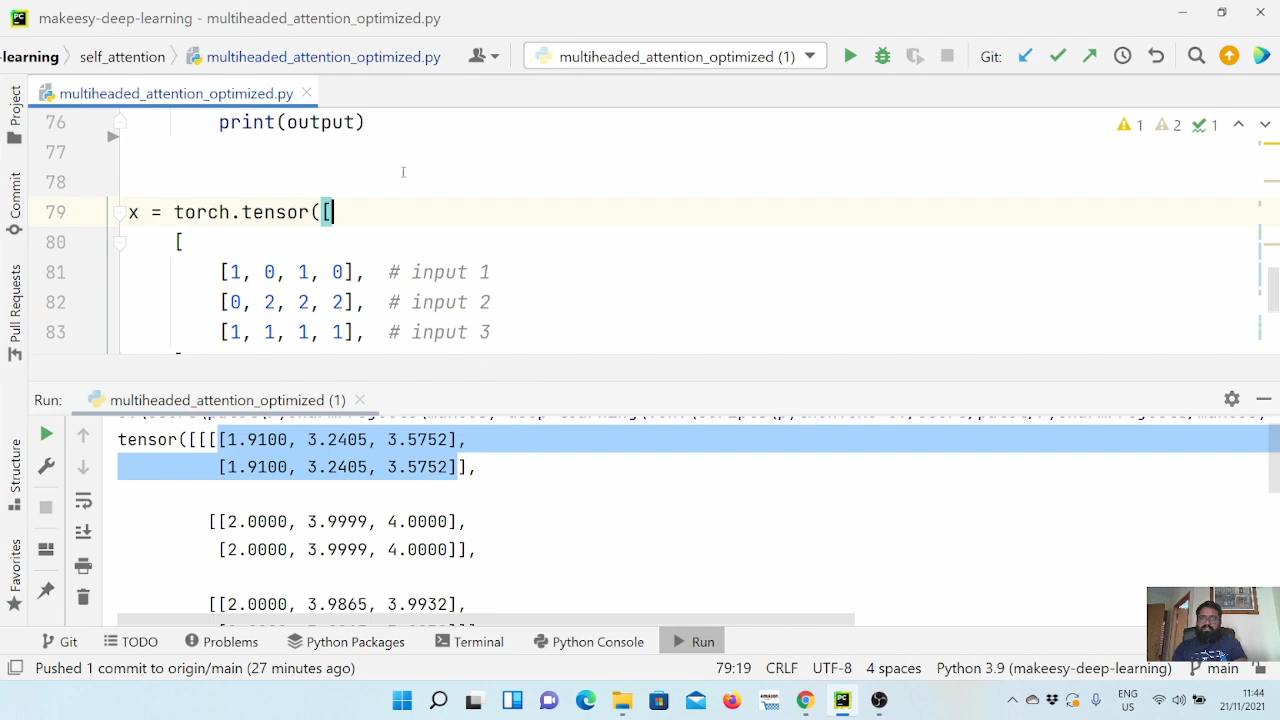 makeesy-deep-learning - multiheaded_attention_optimized.py
-learning
self_attention
multiheaded_attention_optimized.py
multiheaded_attention_optimized (1)
Git:
multiheaded_attention_optimized.py
1
2
1
Project
Commit
Pull Requests
Structure
Favorites
76 print(output)
77
78
79 x = torch.tensor([
80 [
81 [1, 0, 1, 0], # input 1
82 [0, 2, 2, 2], # input 2
83 [1, 1, 1, 1], # input 3
Run:
multiheaded_attention_optimized (1)
tensor([[[[1.9100, 3.2405, 3.5752],
[1.9100, 3.2405, 3.5752]],
[[2.0000, 3.9999, 4.0000],
[2.0000, 3.9999, 4.0000]],
[[2.0000, 3.9865, 3.9932],
Git
TODO
Problems
Python Packages
Terminal
Python Console
Run
Pushed 1 commit to origin/main (27 minutes ago)
79:19 CRLF UTF-8 4 spaces Python 3.9 (makeesy-deep-learning) main
ENG
US
11:44
21/11/2021